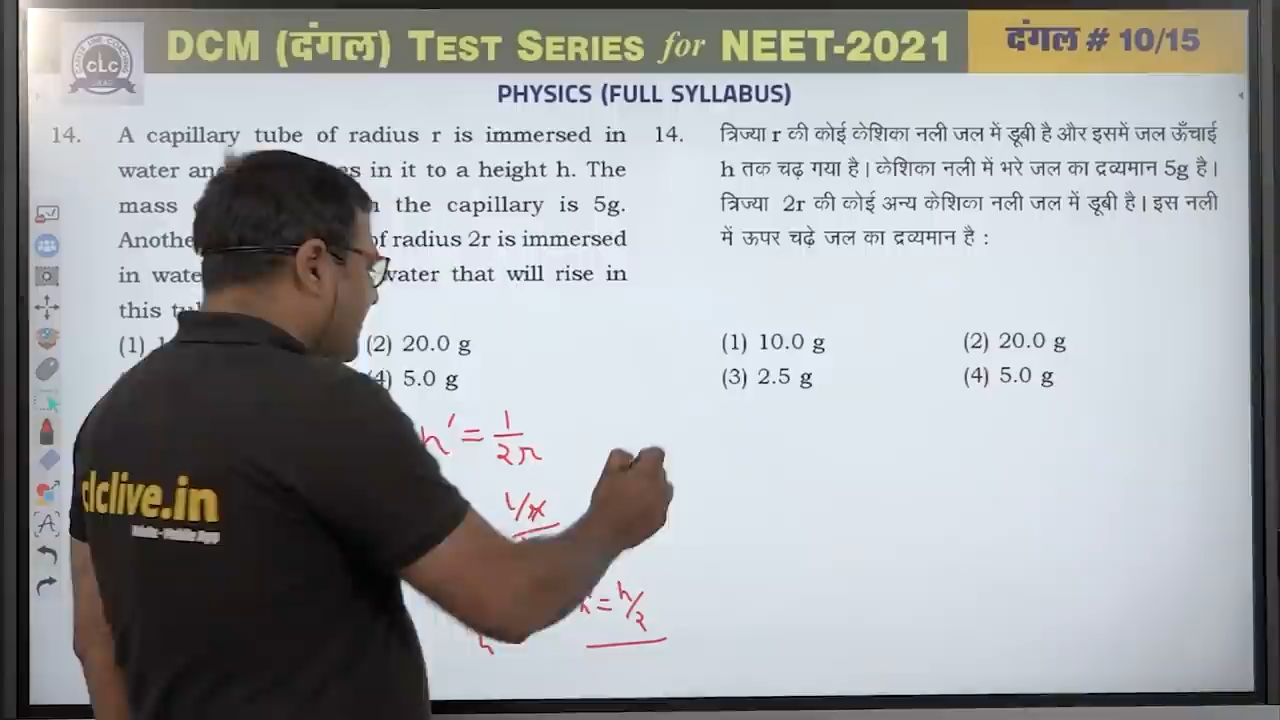 DCM (दंगल) TEST SERIES for NEET-2021
दंगल # 10/15
CLC
PHYSICS (FULL SYLLABUS)
14. A capillary tube of radius r is immersed in
water in it to a height h. The
mass the capillary is 5g.
of radius 2r is immersed
in water that will rise in
this
(1) (2) 20.0 g
(4) 5.0 g
14. त्रिज्या r की कोई केशिका नली जल में डूबी है और इसमें जल ऊँचाई
h तक चढ़ गया है। केशिका नली में भरे जल का द्रव्यमान 5g है।
त्रिज्या 2r की कोई अन्य केशिका नली जल में डूबी है। इस नली
में ऊपर चढ़े जल का द्रव्यमान है :
(1) 10.0 g (2) 20.0 g
(3) 2.5 g (4) 5.0 g
h' = 1/2r
= h/2
clclive.in